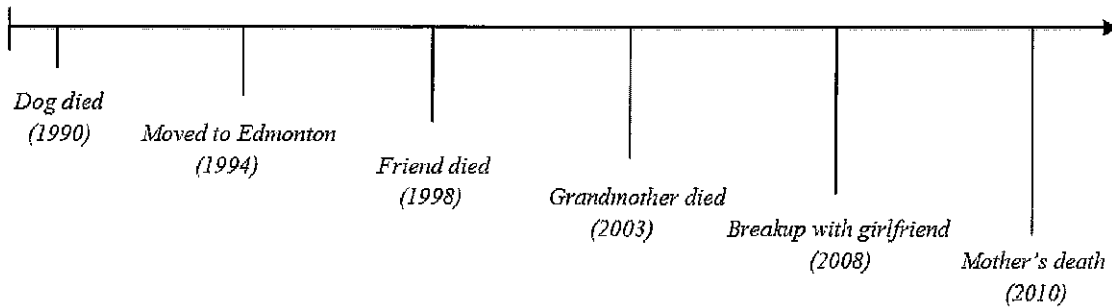 Dog died
(1990)
Moved to Edmonton
(1994)
Friend died
(1998)
Grandmother died
(2003)
Breakup with girlfriend
(2008)
Mother's death
(2010)